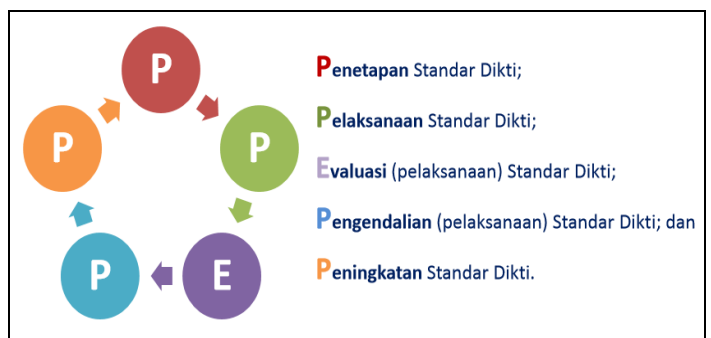 P
P
P
P
E
Penetapan Standar Dikti;
Pelaksanaan Standar Dikti;
Evaluasi (pelaksanaan) Standar Dikti;
Pengendalian (pelaksanaan) Standar Dikti; dan
Peningkatan Standar Dikti.